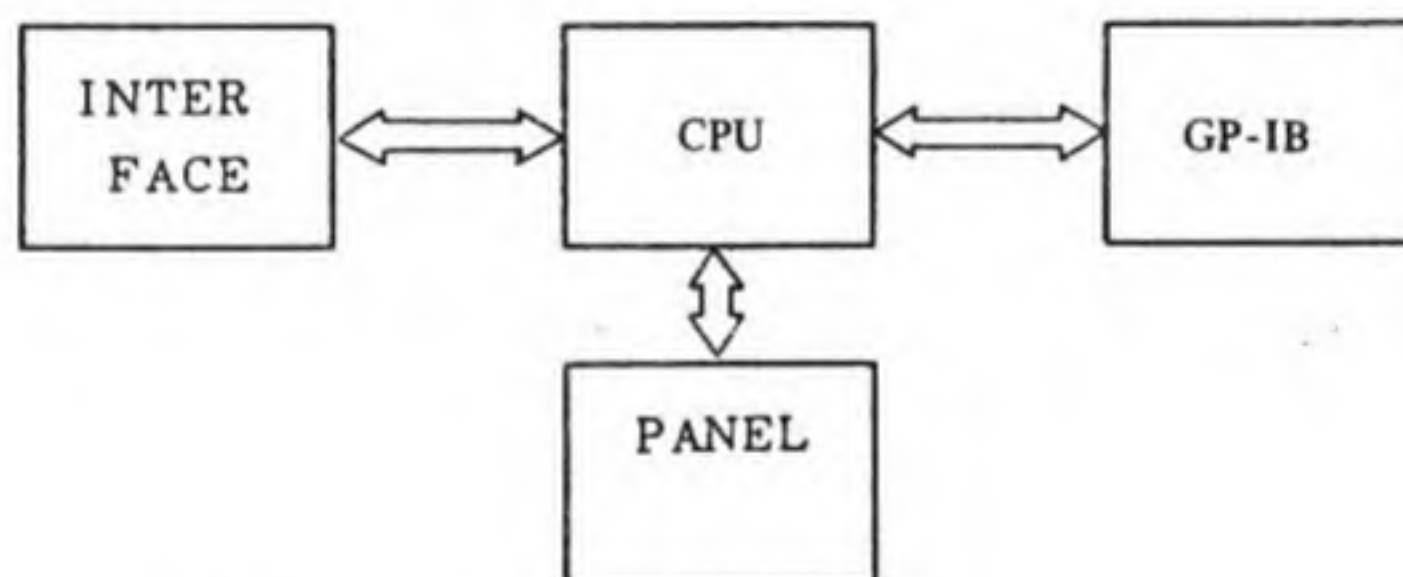 INTER
FACE
CPU
GP-IB
PANEL